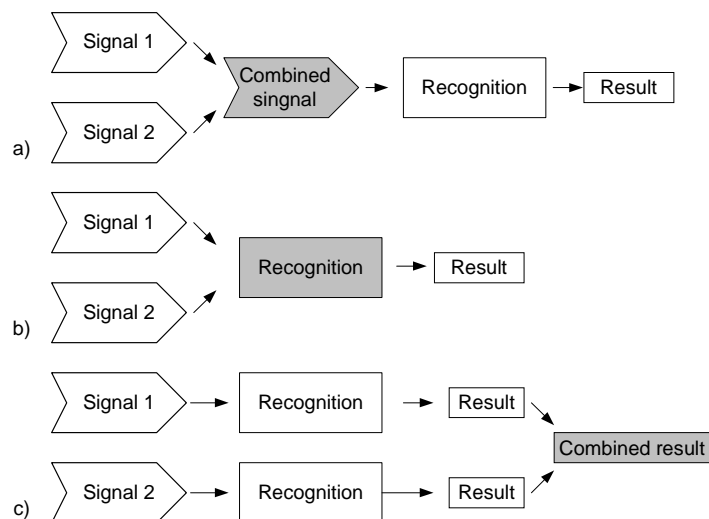 Signal 1
Combined
singnal
Recognition
Result
Signal 2
a)
Signal 1
Recognition
Result
Signal 2
b)
Signal 1
Recognition
Result
Combined result
Signal 2
Recognition
Result
c)